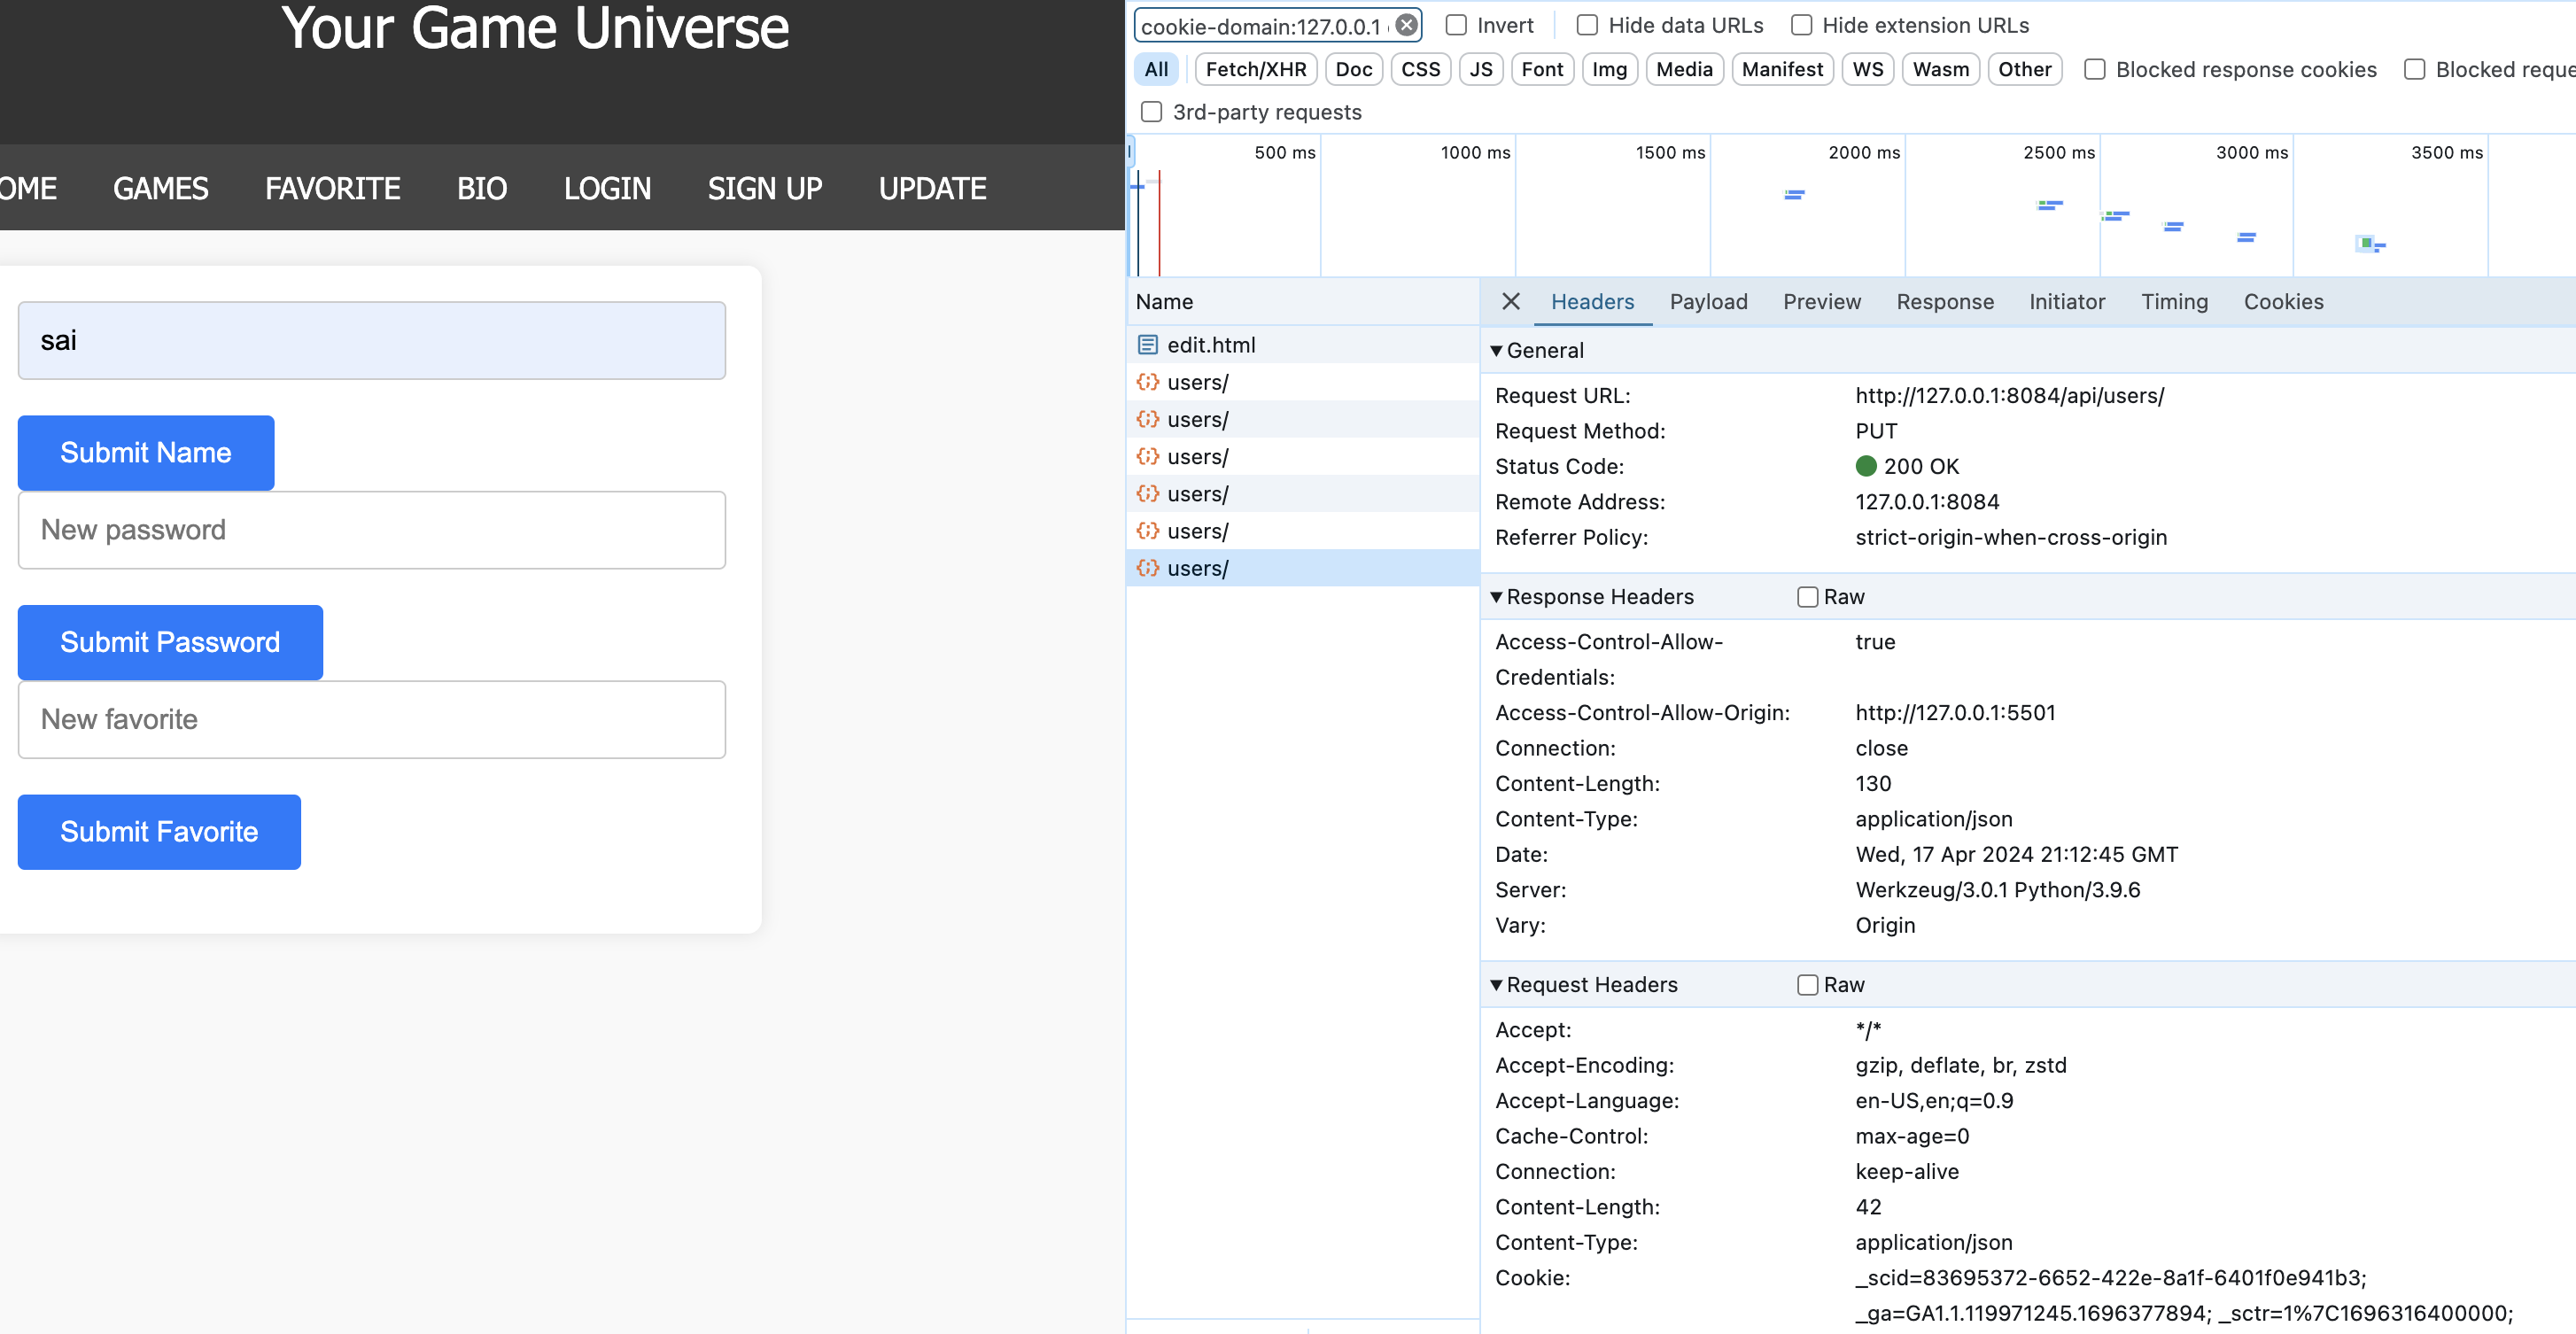 Your Game Universe
OME GAMES FAVORITE BIO LOGIN SIGN UP UPDATE
sai
Submit Name
New password
Submit Password
New favorite
Submit Favorite
cookie-domain:127.0.0.1 Invert Hide data URLs Hide extension URLs
All Fetch/XHR Doc CSS JS Font Img Media Manifest WS Wasm Other Blocked response cookies Blocked reque
3rd-party requests
500 ms 1000 ms 1500 ms 2000 ms 2500 ms 3000 ms 3500 ms
Name
edit.html
users/
users/
users/
users/
users/
users/
Headers Payload Preview Response Initiator Timing Cookies
General
Request URL: http://127.0.0.1:8084/api/users/
Request Method: PUT
Status Code: 200 OK
Remote Address: 127.0.0.1:8084
Referrer Policy: strict-origin-when-cross-origin
Response Headers Raw
Access-Control-Allow- true
Credentials:
Access-Control-Allow-Origin: http://127.0.0.1:5501
Connection: close
Content-Length: 130
Content-Type: application/json
Date: Wed, 17 Apr 2024 21:12:45 GMT
Server: Werkzeug/3.0.1 Python/3.9.6
Vary: Origin
Request Headers Raw
Accept: */*
Accept-Encoding: gzip, deflate, br, zstd
Accept-Language: en-US,en;q=0.9
Cache-Control: max-age=0
Connection: keep-alive
Content-Length: 42
Content-Type: application/json
Cookie: _scid=83695372-6652-422e-8a1f-6401f0e941b3;
_ga=GA1.1.119971245.1696377894; _sctr=1%7C1696316400000;